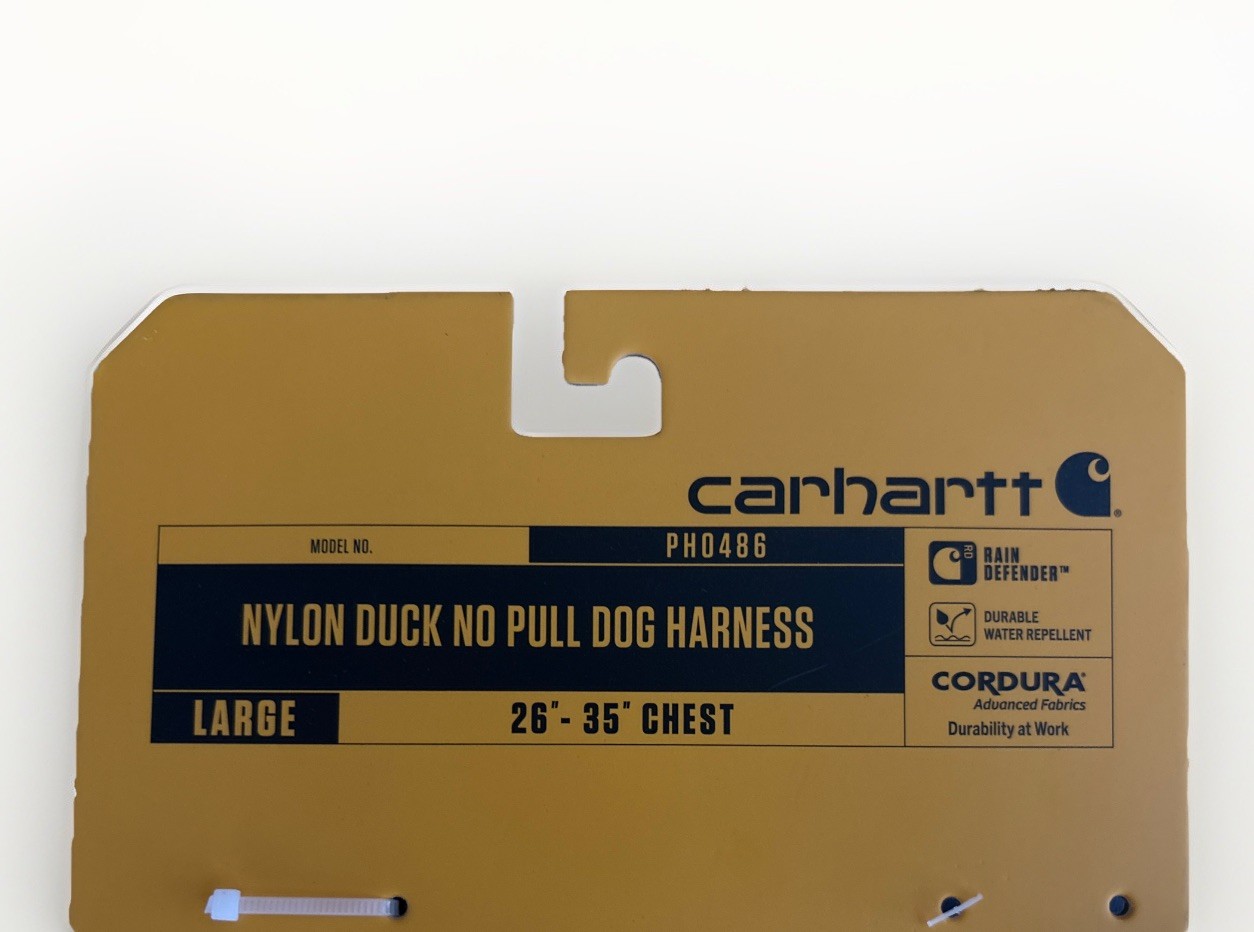 carhartt
MODEL NO. PH0486
NYLON DUCK NO PULL DOG HARNESS
LARGE 26"- 35" CHEST
RD
RAIN
DEFENDER™
DURABLE
WATER REPELLENT
CORDURA®
Advanced Fabrics
Durability at Work